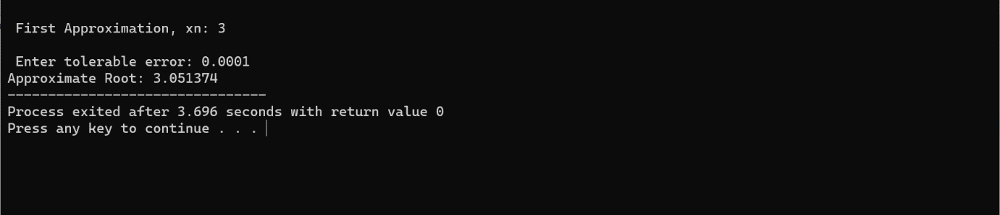 First Approximation, xn: 3
Enter tolerable error: 0.0001
Approximate Root: 3.051374
--------------------------------
Process exited after 3.696 seconds with return value 0
Press any key to continue . . .